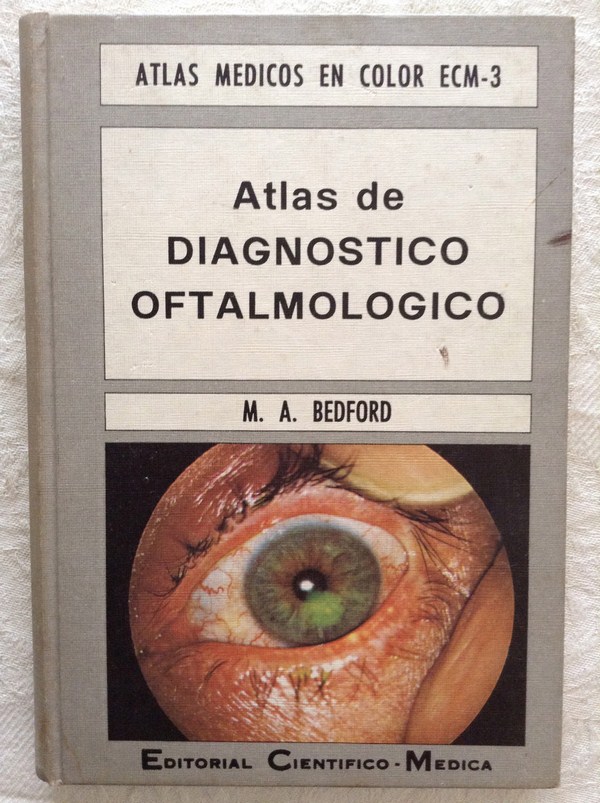 ATLAS MEDICOS EN COLOR ECM-3
Atlas de
DIAGNOSTICO
OFTALMOLOGICO
M. A. BEDFORD
EDITORIAL CIENTIFICO-MEDICA